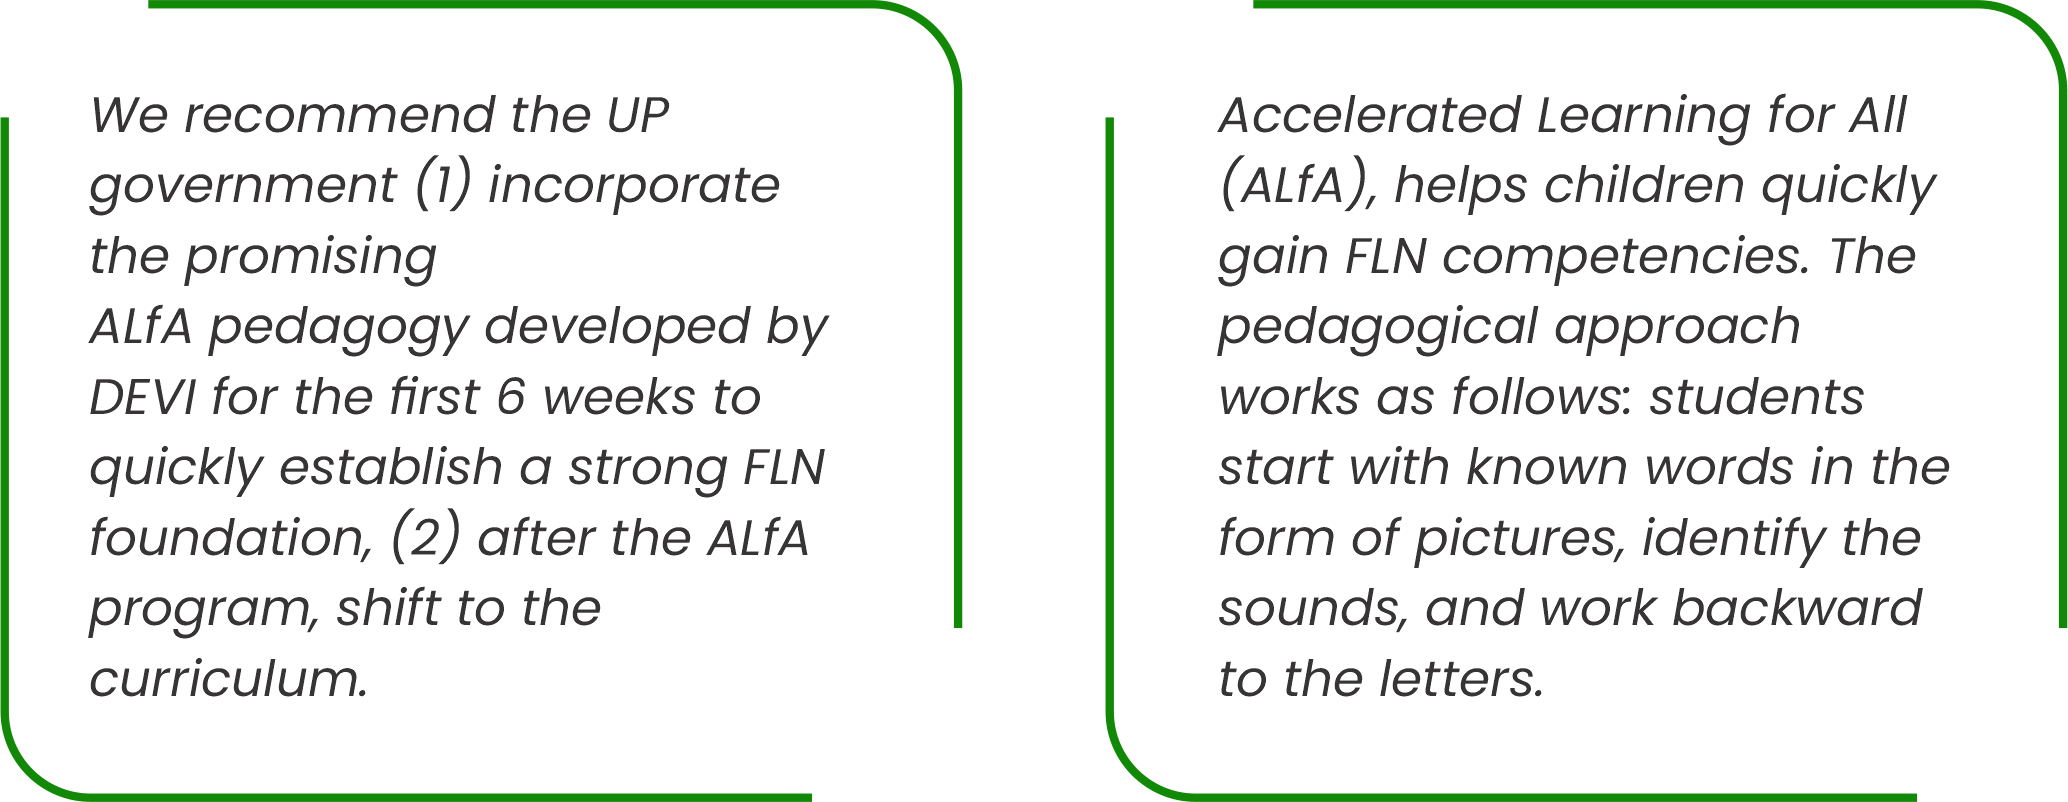 We recommend the UP
government (1) incorporate
the promising
ALfA pedagogy developed by
DEVI for the first 6 weeks to
quickly establish a strong FLN
foundation, (2) after the ALfA
program, shift to the
curriculum.
Accelerated Learning for All
(ALfA), helps children quickly
gain FLN competencies. The
pedagogical approach
works as follows: students
start with known words in the
form of pictures, identify the
sounds, and work backward
to the letters.